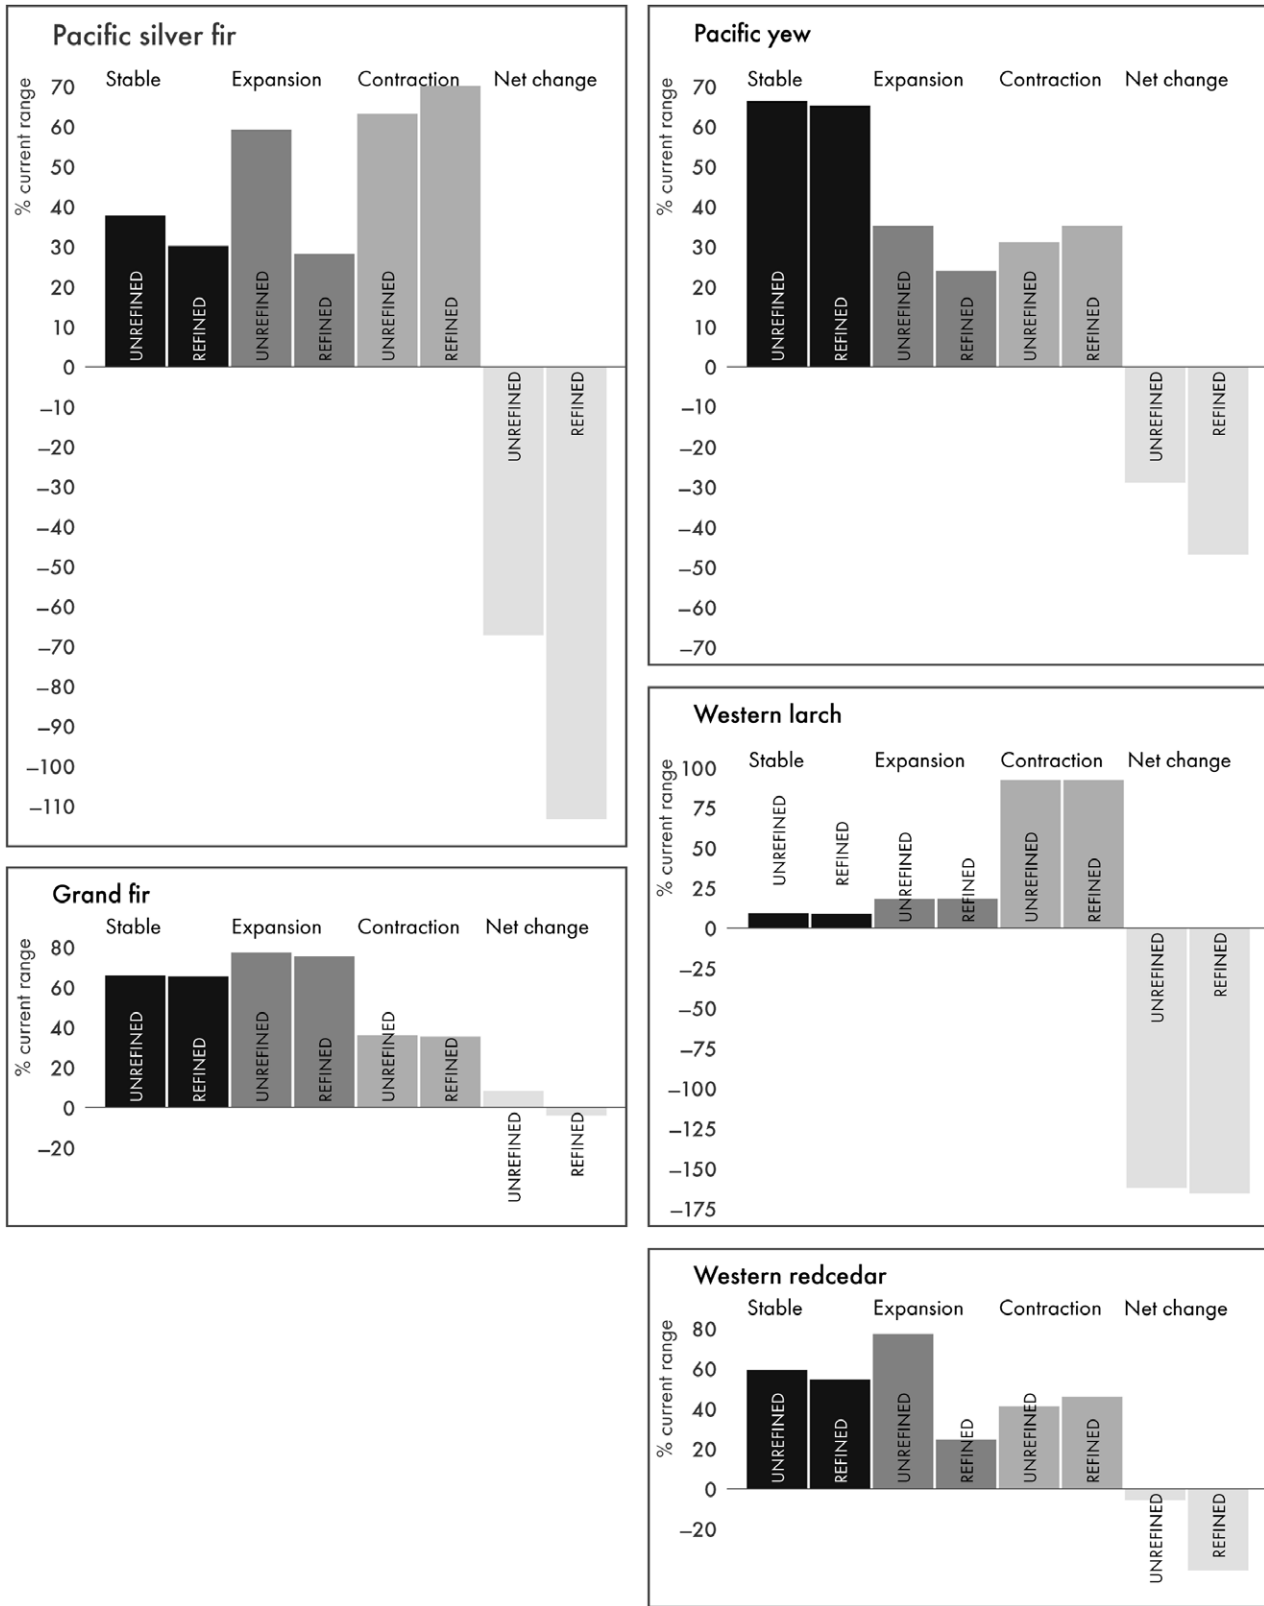 Pacific silver fir
% current range
Stable Expansion Contraction Net change
70
60
50
40
30
20
10
0
–10
–20
–30
–40
–50
–60
–70
–80
–90
–100
–110
UNREFINED
REFINED
UNREFINED
REFINED
UNREFINED
REFINED
UNREFINED
REFINED
Grand fir
% current range
Stable Expansion Contraction Net change
80
60
40
20
0
–20
UNREFINED
REFINED
UNREFINED
REFINED
UNREFINED
REFINED
UNREFINED
REFINED
Pacific yew
% current range
Stable Expansion Contraction Net change
70
60
50
40
30
20
10
0
–10
–20
–30
–40
–50
–60
–70
UNREFINED
REFINED
UNREFINED
REFINED
UNREFINED
REFINED
UNREFINED
REFINED
Western larch
% current range
Stable Expansion Contraction Net change
100
75
50
25
0
–25
–50
–75
–100
–125
–150
–175
UNREFINED
REFINED
UNREFINED
REFINED
UNREFINED
REFINED
UNREFINED
REFINED
Western redcedar
% current range
Stable Expansion Contraction Net change
80
60
40
20
0
–20
UNREFINED
REFINED
UNREFINED
REFINED
UNREFINED
REFINED
UNREFINED
REFINED